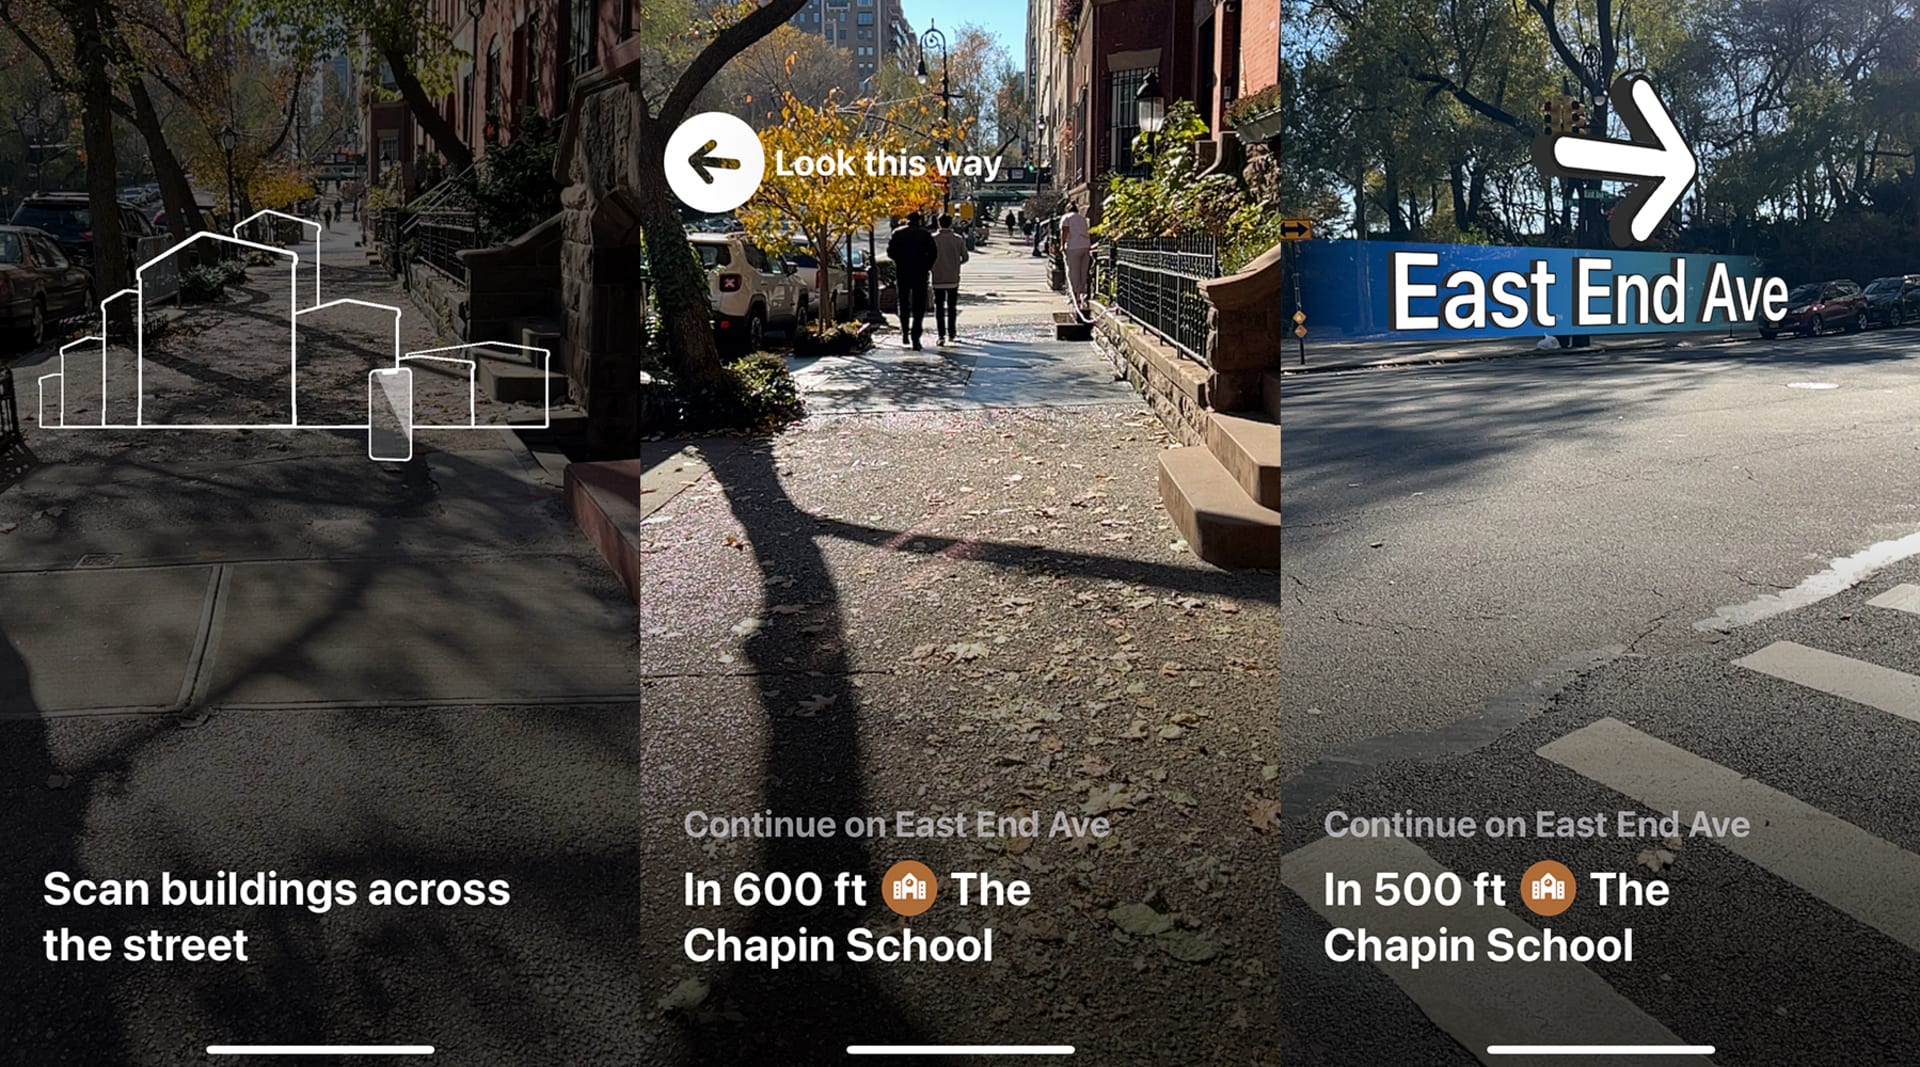 Scan buildings across
the street
Look this way
Continue on East End Ave
In 600 ft The
Chapin School
East End Ave
Continue on East End Ave
In 500 ft The
Chapin School